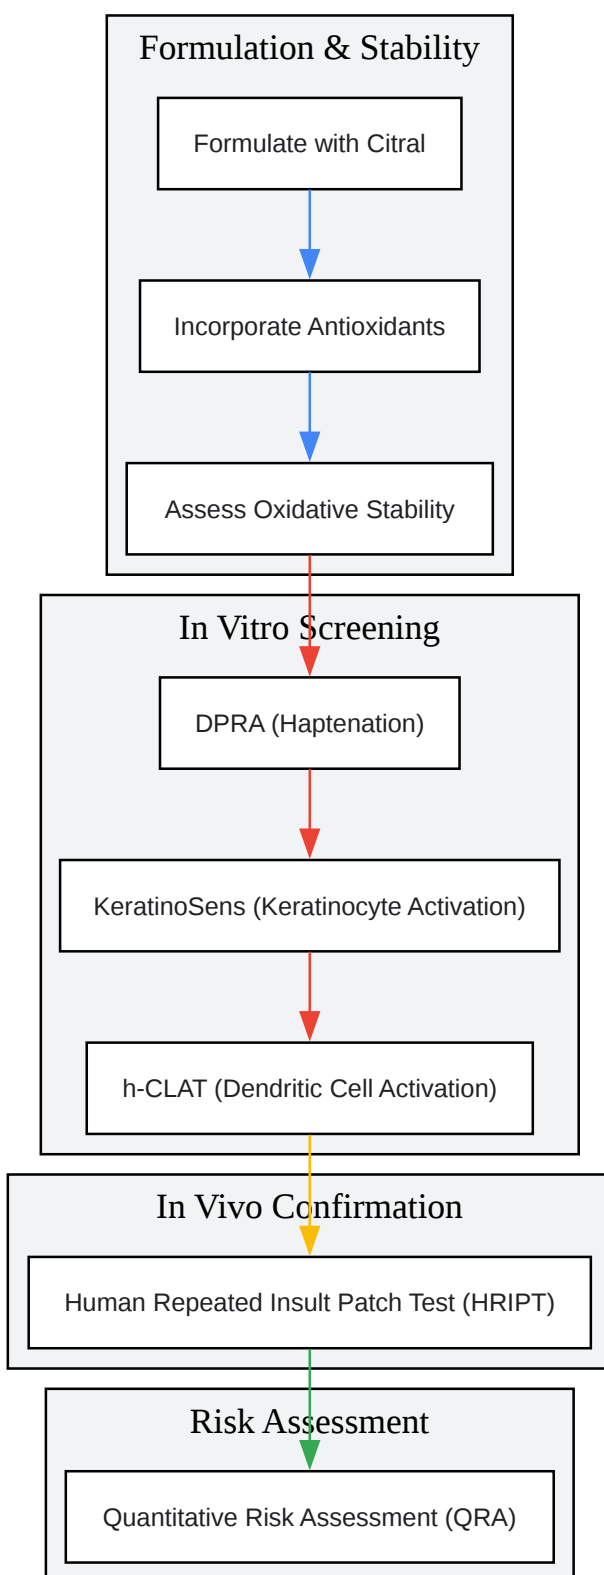 Formulation & Stability
Formulate with Citral
Incorporate Antioxidants
Assess Oxidative Stability
In Vitro Screening
DPRA (Haptenation)
KeratinoSens (Keratinocyte Activation)
h-CLAT (Dendritic Cell Activation)
In Vivo Confirmation
Human Repeated Insult Patch Test (HRIPT)
Risk Assessment
Quantitative Risk Assessment (QRA)